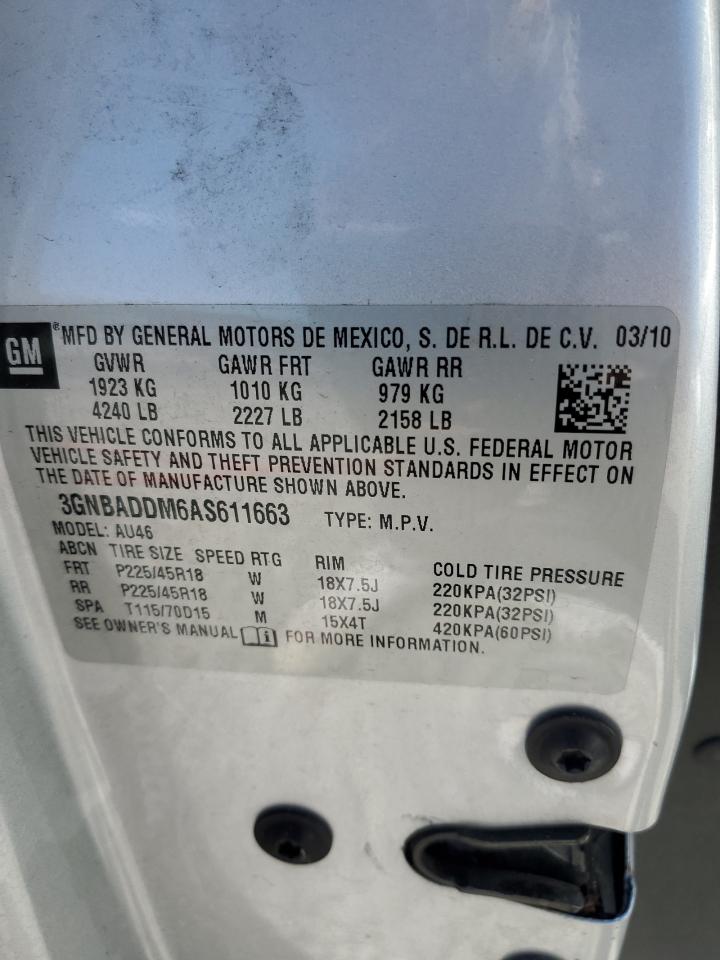 GM ® MFD BY GENERAL MOTORS DE MEXICO, S. DE R.L. DE C.V. 03/10
GVWR GAWR FRT GAWR RR
1923 KG 1010 KG 979 KG
4240 LB 2227 LB 2158 LB
THIS VEHICLE CONFORMS TO ALL APPLICABLE U.S. FEDERAL MOTOR
VEHICLE SAFETY AND THEFT PREVENTION STANDARDS IN EFFECT ON
THE DATE OF MANUFACTURE SHOWN ABOVE.
3GNBADDM6AS611663 TYPE: M.P.V.
MODEL: AU46
ABCN TIRE SIZE SPEED RTG RIM COLD TIRE PRESSURE
FRT P225/45R18 W 18X7.5J 220KPA(32PSI)
RR P225/45R18 W 18X7.5J 220KPA(32PSI)
SPA T115/70D15 M 15X4T 420KPA(60PSI)
SEE OWNER'S MANUAL FOR MORE INFORMATION.